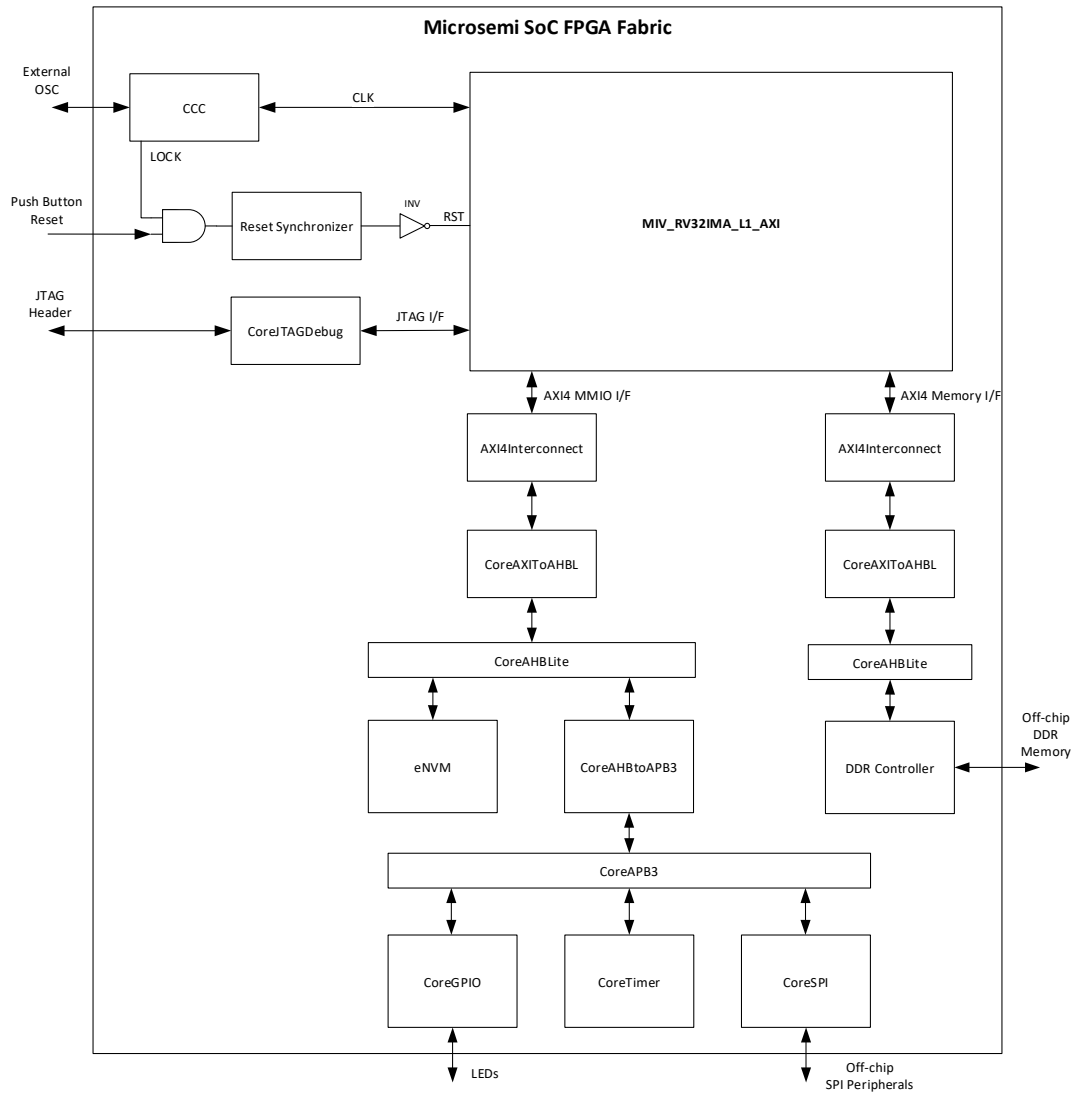 Microsemi SoC FPGA Fabric
External
OSC
CCC
CLK
LOCK
Push Button
Reset
Reset Synchronizer
INV
RST
MIV_RV32IMA_L1_AXI
JTAG
Header
CoreJTAGDebug
JTAG I/F
AXI4 MMIO I/F
AXI4 Memory I/F
AXI4Interconnect
AXI4Interconnect
CoreAXIToAHBL
CoreAXIToAHBL
CoreAHBLite
CoreAHBLite
eNVM
CoreAHBtoAPB3
DDR Controller
Off-chip
DDR
Memory
CoreAPB3
CoreGPIO
CoreTimer
CoreSPI
LEDs
Off-chip
SPI Peripherals